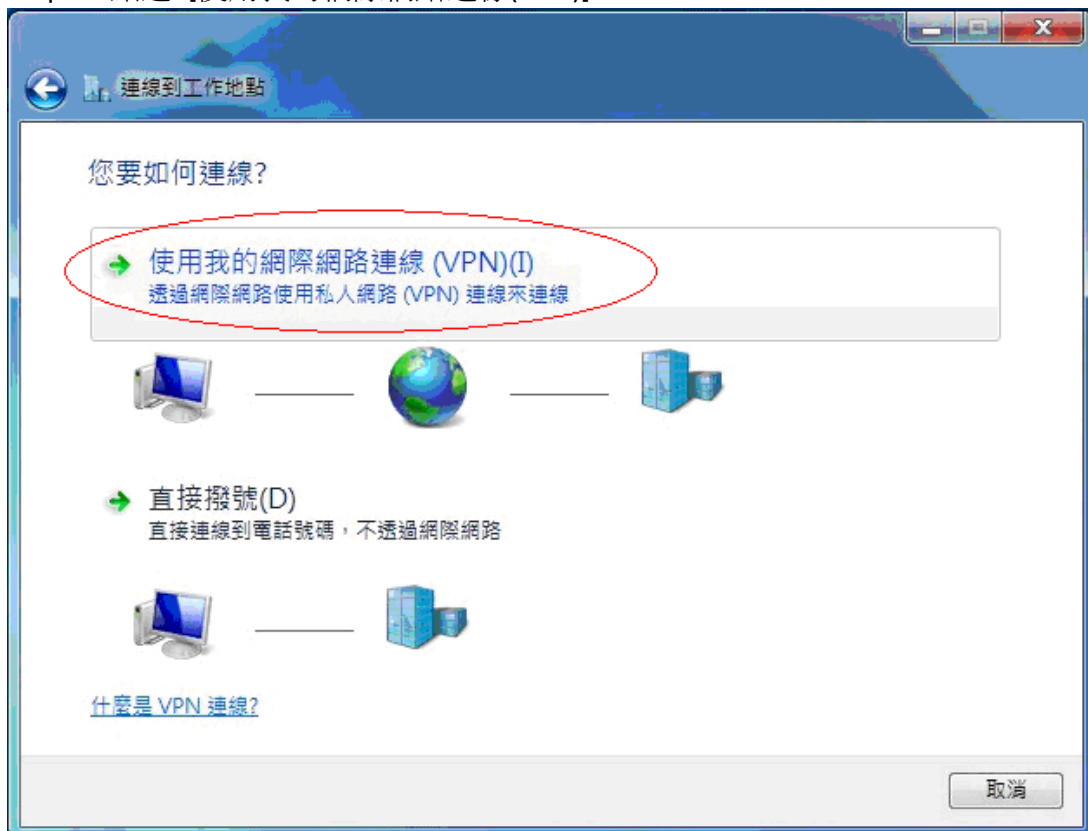 連線到工作地點
您要如何連線?
使用我的網際網路連線 (VPN)(I)
透過網際網路使用私人網路 (VPN) 連線來連線
直接撥號(D)
直接連線到電話號碼，不透過網際網路
什麼是 VPN 連線?
取消